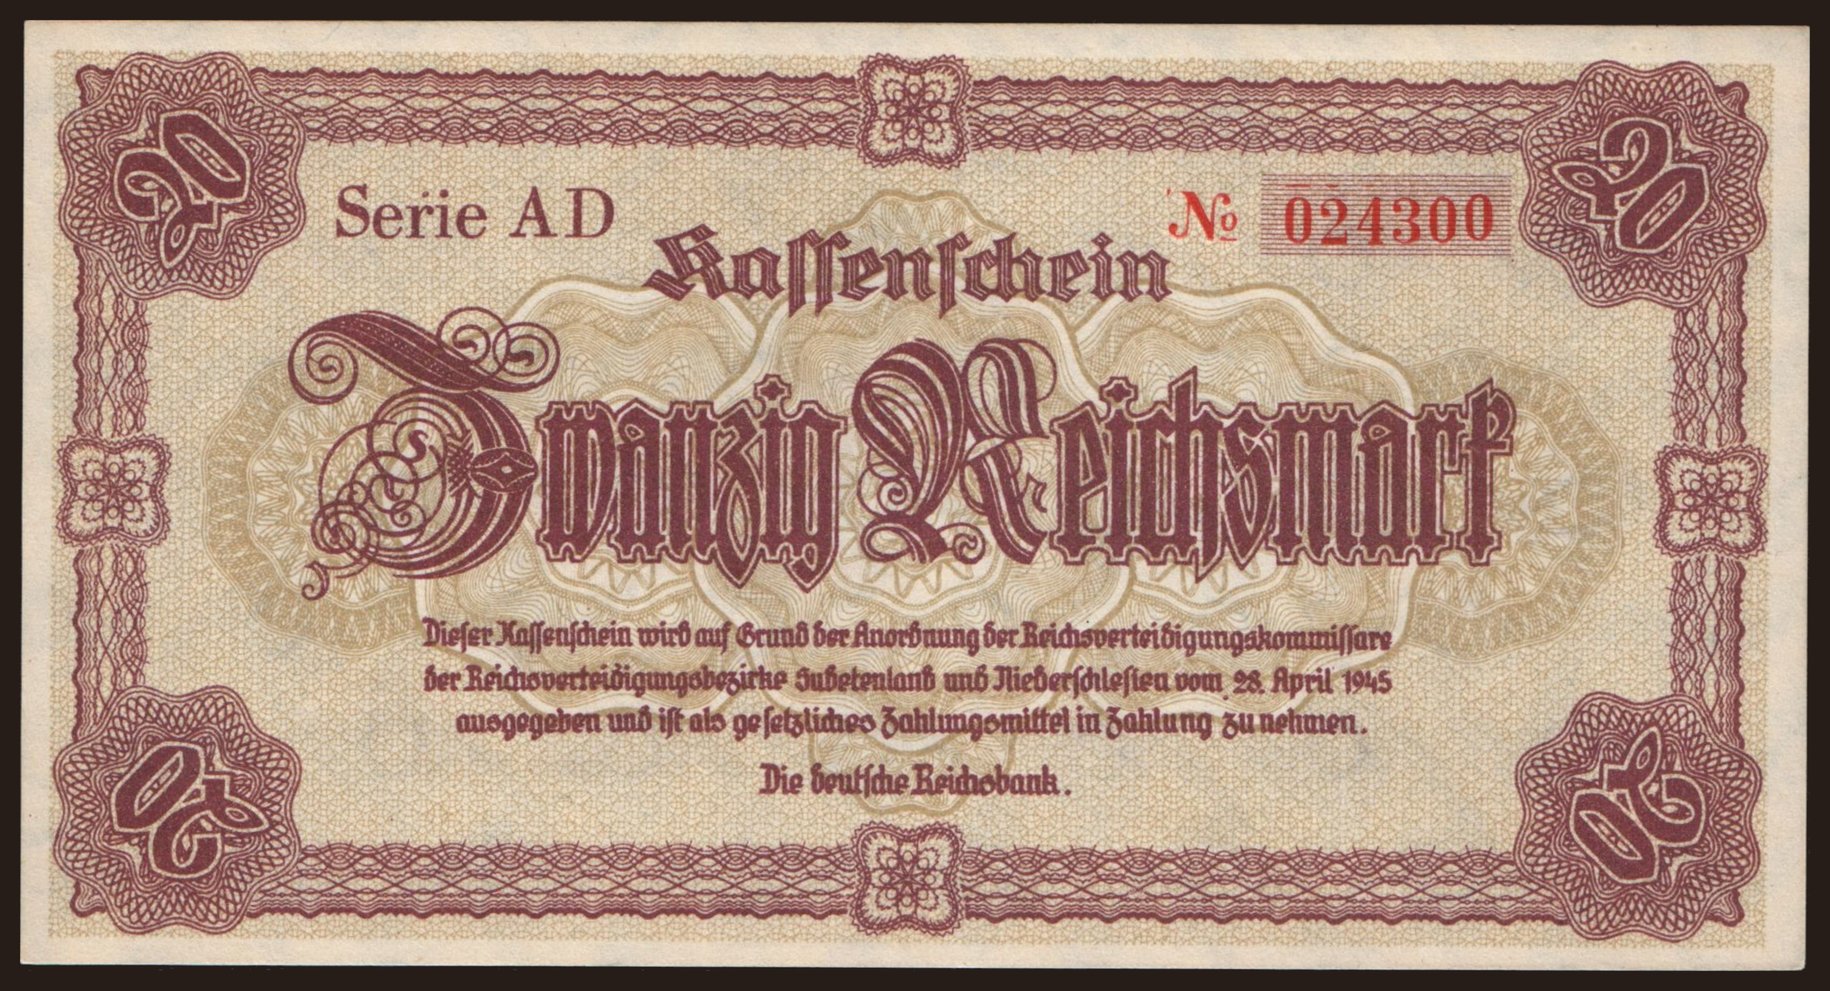 20
20
Serie AD
№ 024300
Kassenschein
Zwanzig Reichsmark
Dieser Kassenschein wird auf Grund der Anordnung der Reichsverteidigungskommissare
der Reichsverteidigungsbezirke Sudetenland und Niederschlesien vom 28. April 1945
ausgegeben und ist als gesetzliches Zahlungsmittel in Zahlung zu nehmen.
Die deutsche Reichsbank.
20
20